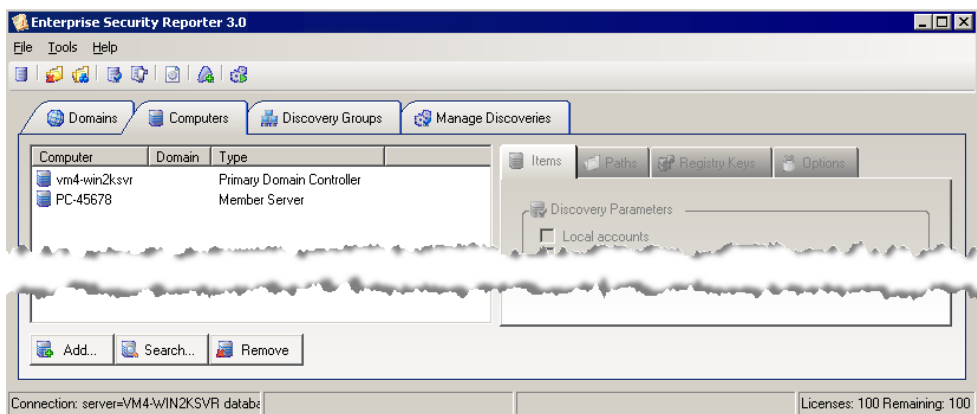 Enterprise Security Reporter 3.0
File Tools Help
Domains Computers Discovery Groups Manage Discoveries
Computer Domain Type
vm4-win2ksvr Primary Domain Controller
PC-45678 Member Server
Items Paths Registry Keys Options
Discovery Parameters
Local accounts
Add... Search... Remove
Connection: server=VM4-WIN2KSVR databa
Licenses: 100 Remaining: 100